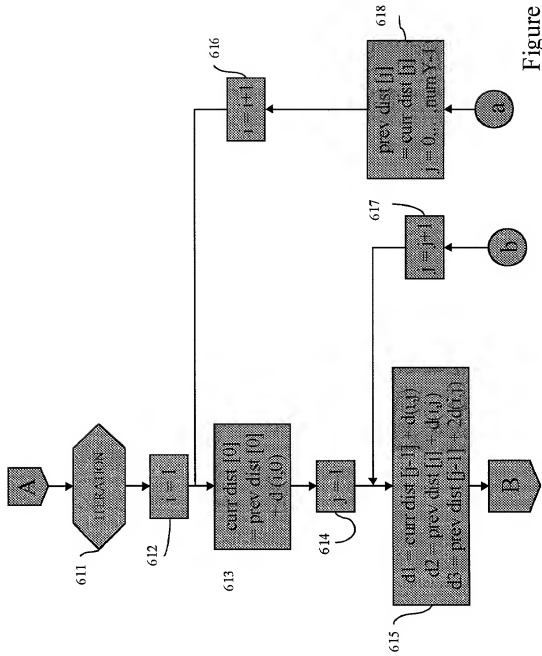 A
ITERATION
611
i = 1
612
curr dist [0]
= prev dist [0]
+ d (i,0)
613
j = 1
614
d1 = curr dist [j-1] + d(i,j)
d2 = prev dist [j] + d(i,j)
d3 = prev dist [j-1] + 2d(i,j)
615
B
i = i+1
616
j = j+1
617
b
prev dist [j]
= curr dist [j]
j = 0,...,num Y-1
618
a
Figure